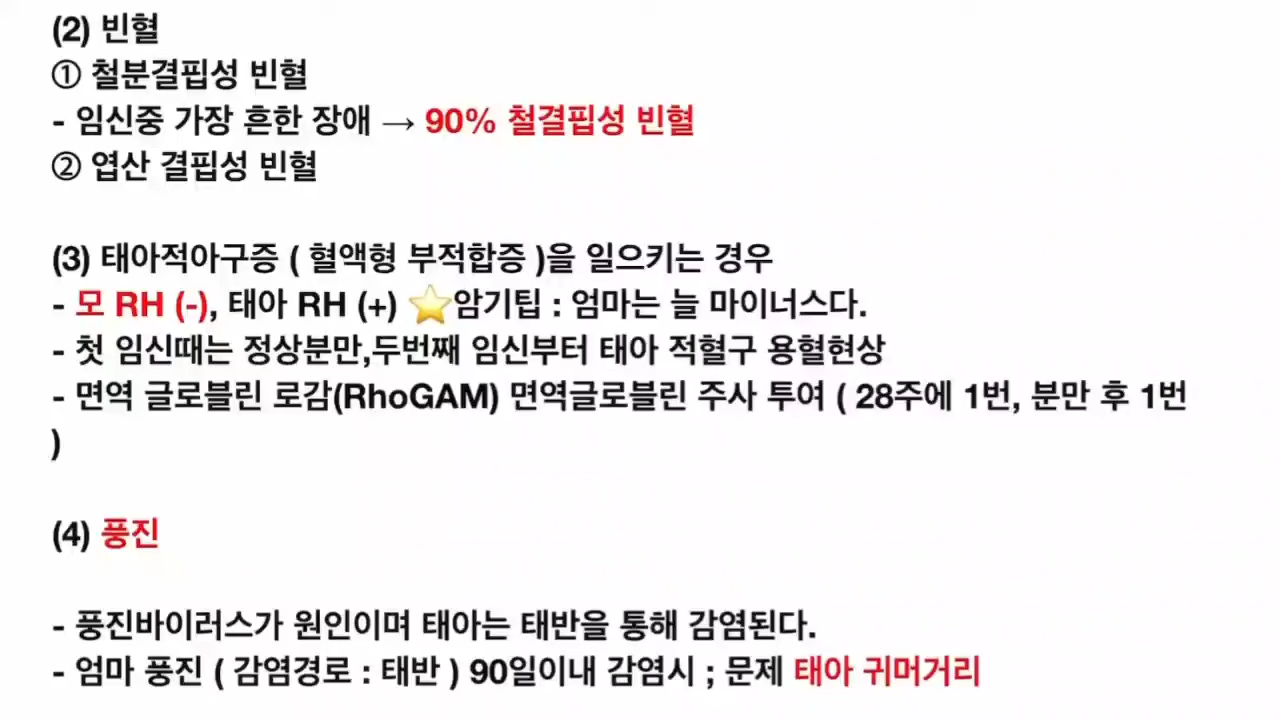 (2) 빈혈
① 철분결핍성 빈혈
- 임신중 가장 흔한 장애 → 90% 철결핍성 빈혈
② 엽산 결핍성 빈혈
(3) 태아적아구증 ( 혈액형 부적합증 )을 일으키는 경우
- 모 RH (-), 태아 RH (+) ⭐암기팁 : 엄마는 늘 마이너스다.
- 첫 임신때는 정상분만,두번째 임신부터 태아 적혈구 용혈현상
- 면역 글로블린 로감(RhoGAM) 면역글로블린 주사 투여 ( 28주에 1번, 분만 후 1번
)
(4) 풍진
- 풍진바이러스가 원인이며 태아는 태반을 통해 감염된다.
- 엄마 풍진 ( 감염경로 : 태반 ) 90일이내 감염시 ; 문제 태아 귀머거리